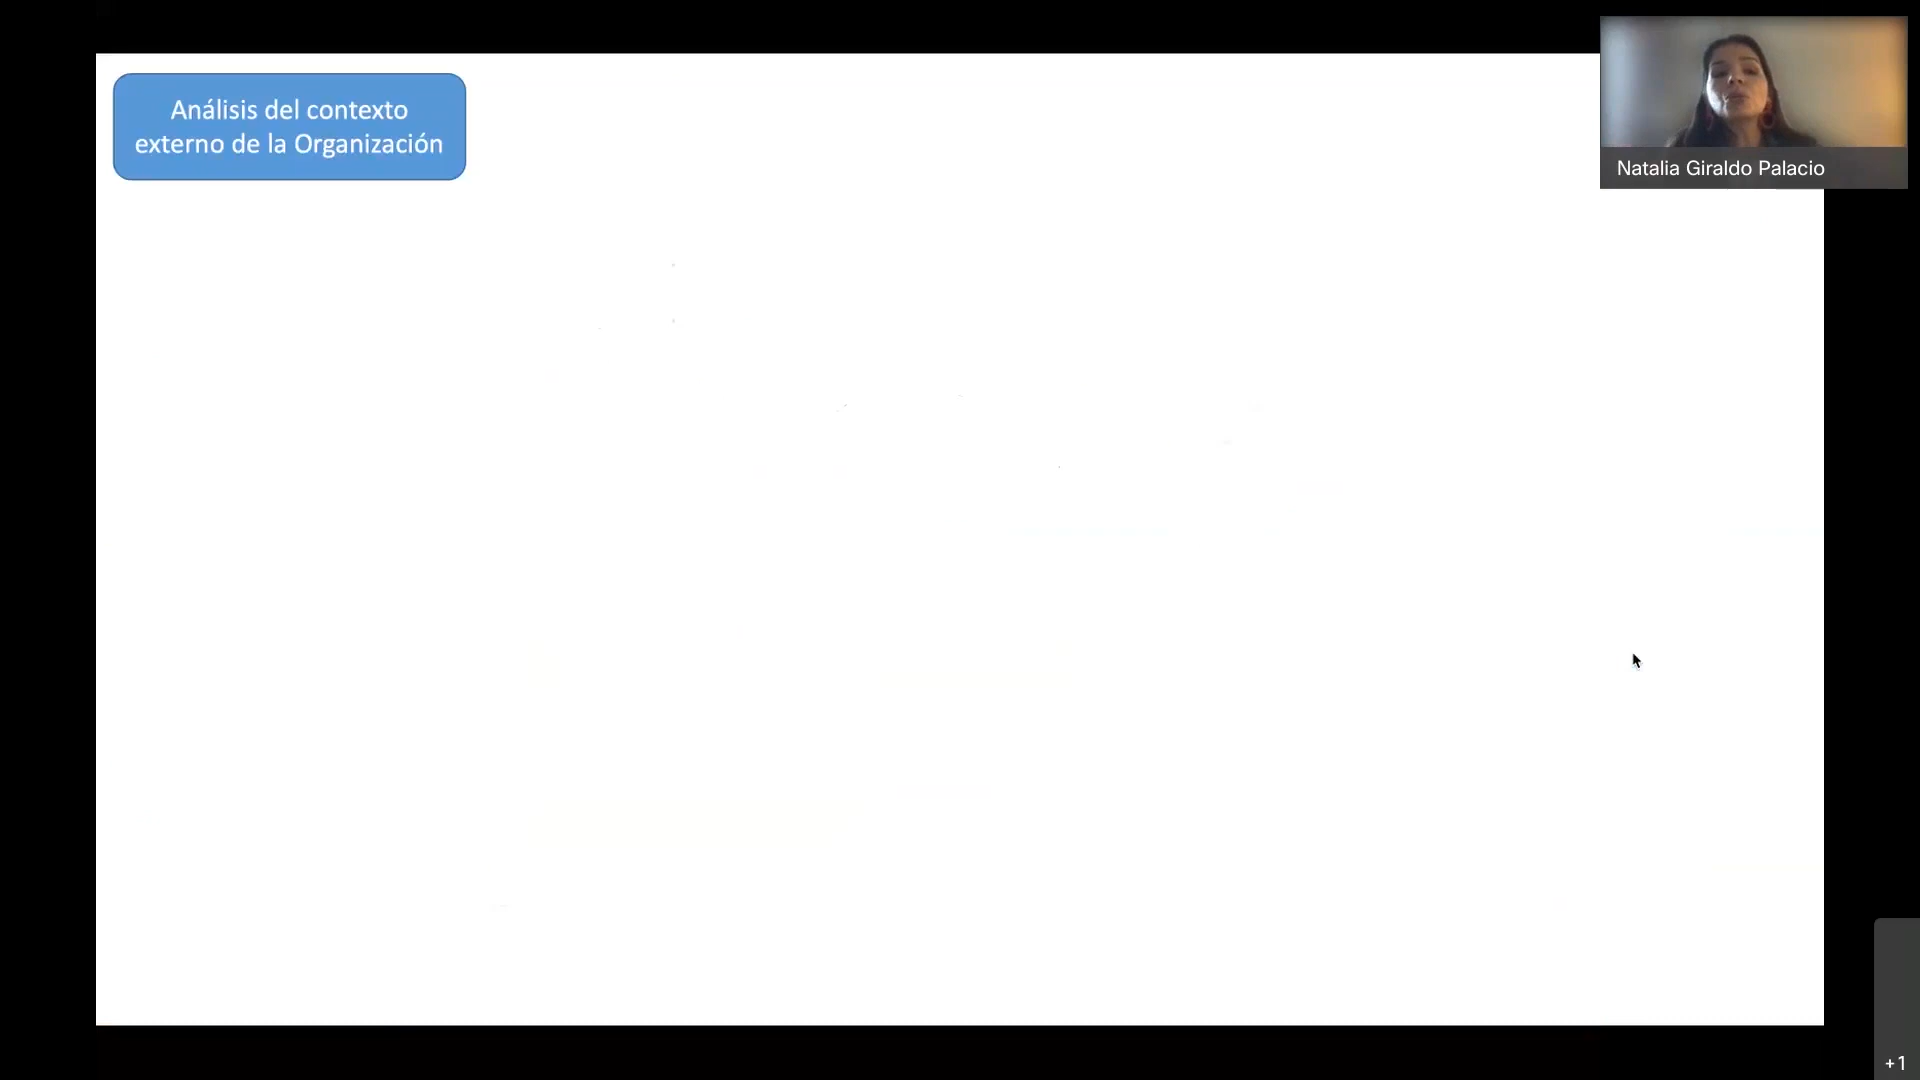 Análisis del contexto
externo de la Organización
Natalia Giraldo Palacio
+1